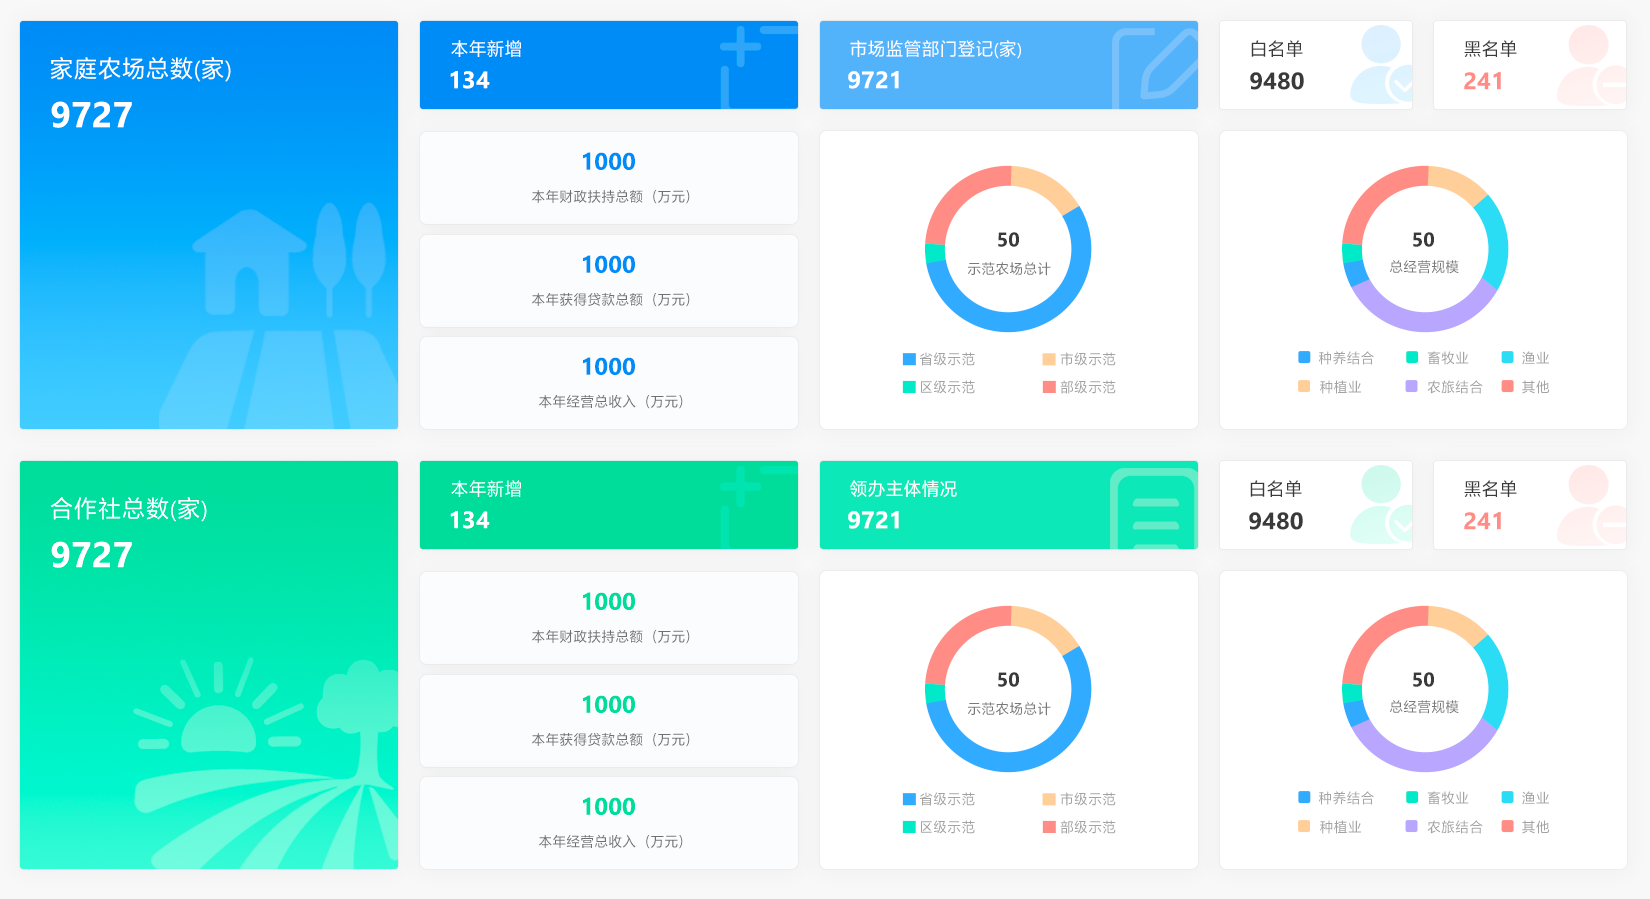 家庭农场总数(家)
9727
本年新增
134
市场监管部门登记(家)
9721
白名单
9480
黑名单
241
1000
本年财政扶持总额（万元）
1000
本年获得贷款总额（万元）
1000
本年经营总收入（万元）
50
示范农场总计
省级示范
市级示范
区级示范
部级示范
50
总经营规模
种养结合
畜牧业
渔业
种植业
农旅结合
其他
合作社总数(家)
9727
本年新增
134
领办主体情况
9721
白名单
9480
黑名单
241
1000
本年财政扶持总额（万元）
1000
本年获得贷款总额（万元）
1000
本年经营总收入（万元）
50
示范农场总计
省级示范
市级示范
区级示范
部级示范
50
总经营规模
种养结合
畜牧业
渔业
种植业
农旅结合
其他